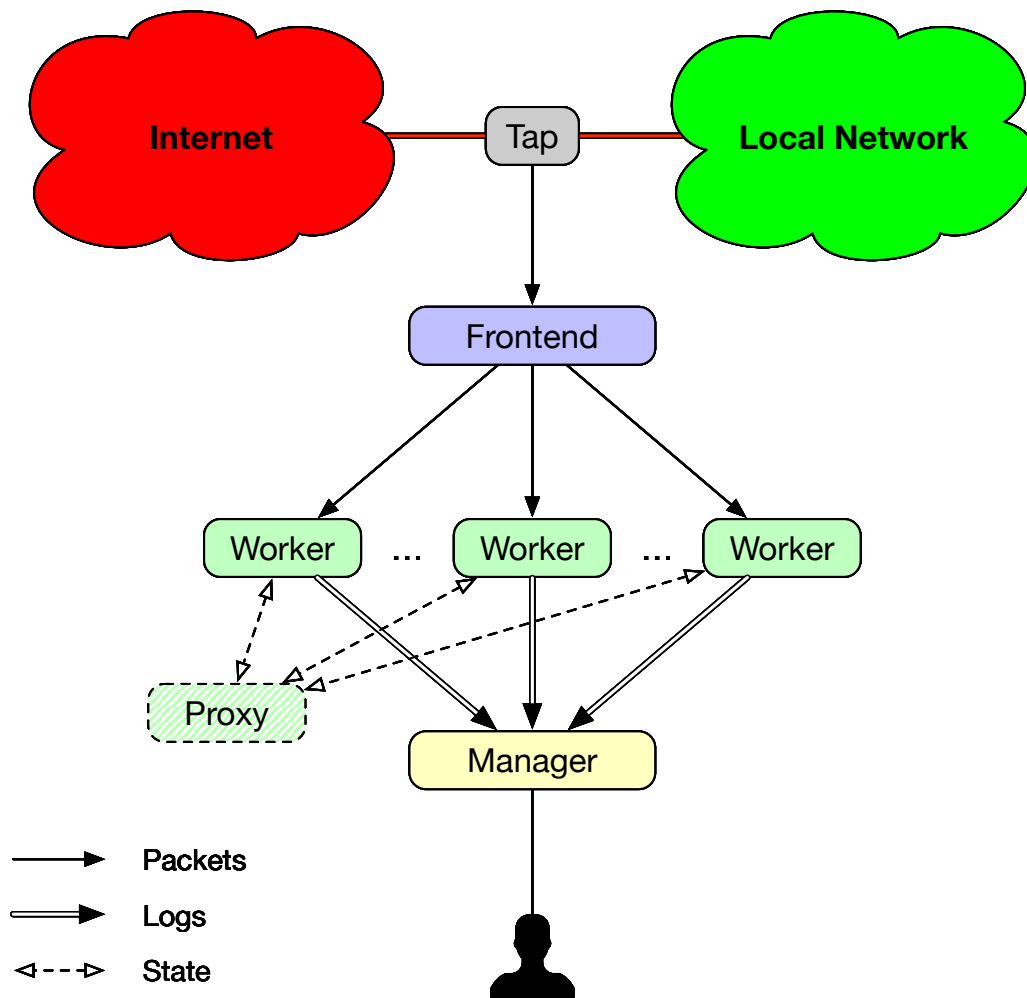 Internet
Tap
Local Network
Frontend
Worker ... Worker ... Worker
Proxy
Manager
Packets
Logs
State